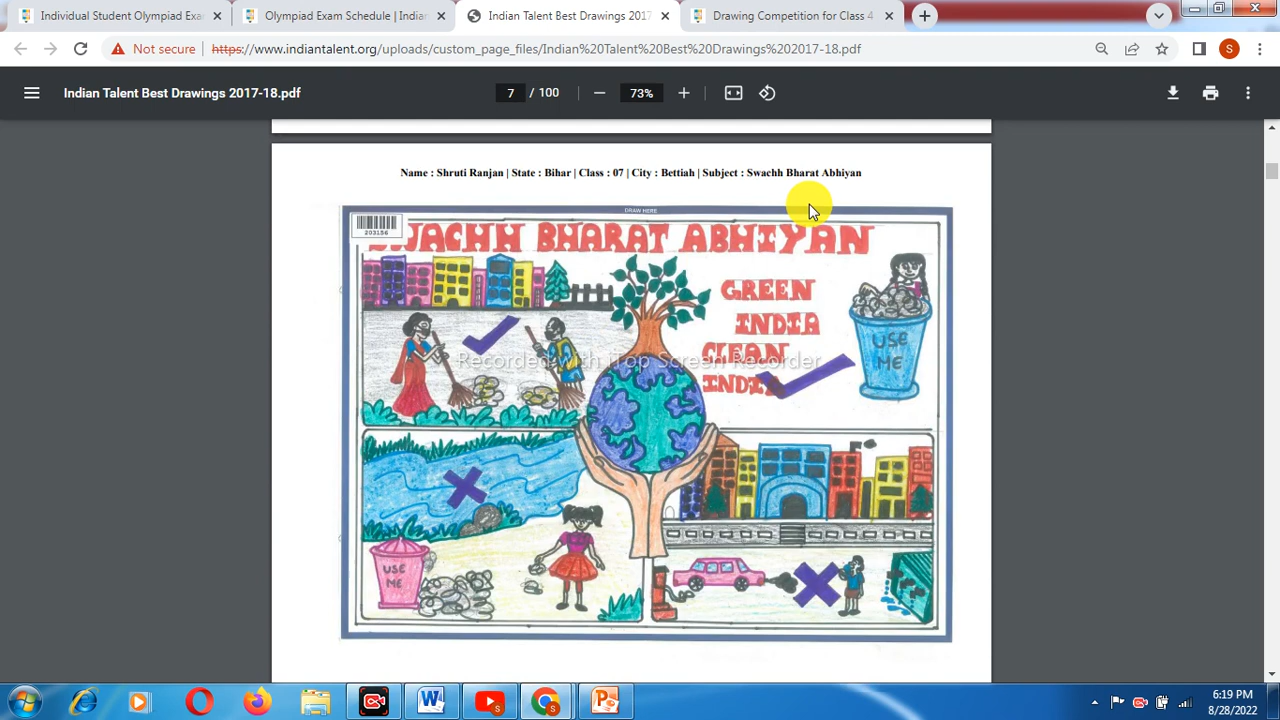 Individual Student Olympiad Exa
Olympiad Exam Schedule | India
Indian Talent Best Drawings 2017
Drawing Competition for Class 4
Not secure
https://www.indiantalent.org/uploads/custom_page_files/Indian%20Talent%20Best%20Drawings%202017-18.pdf
S
Indian Talent Best Drawings 2017-18.pdf
7 / 100
73%
Name : Shruti Ranjan | State : Bihar | Class : 07 | City : Bettiah | Subject : Swachh Bharat Abhiyan
DRAW HERE
203156
SWACHH BHARAT ABHIYAN
GREEN
INDIA
CLEAN
INDIA
USE
ME
Recorded with iTop Screen Recorder
USE
ME
6:19 PM
8/28/2022